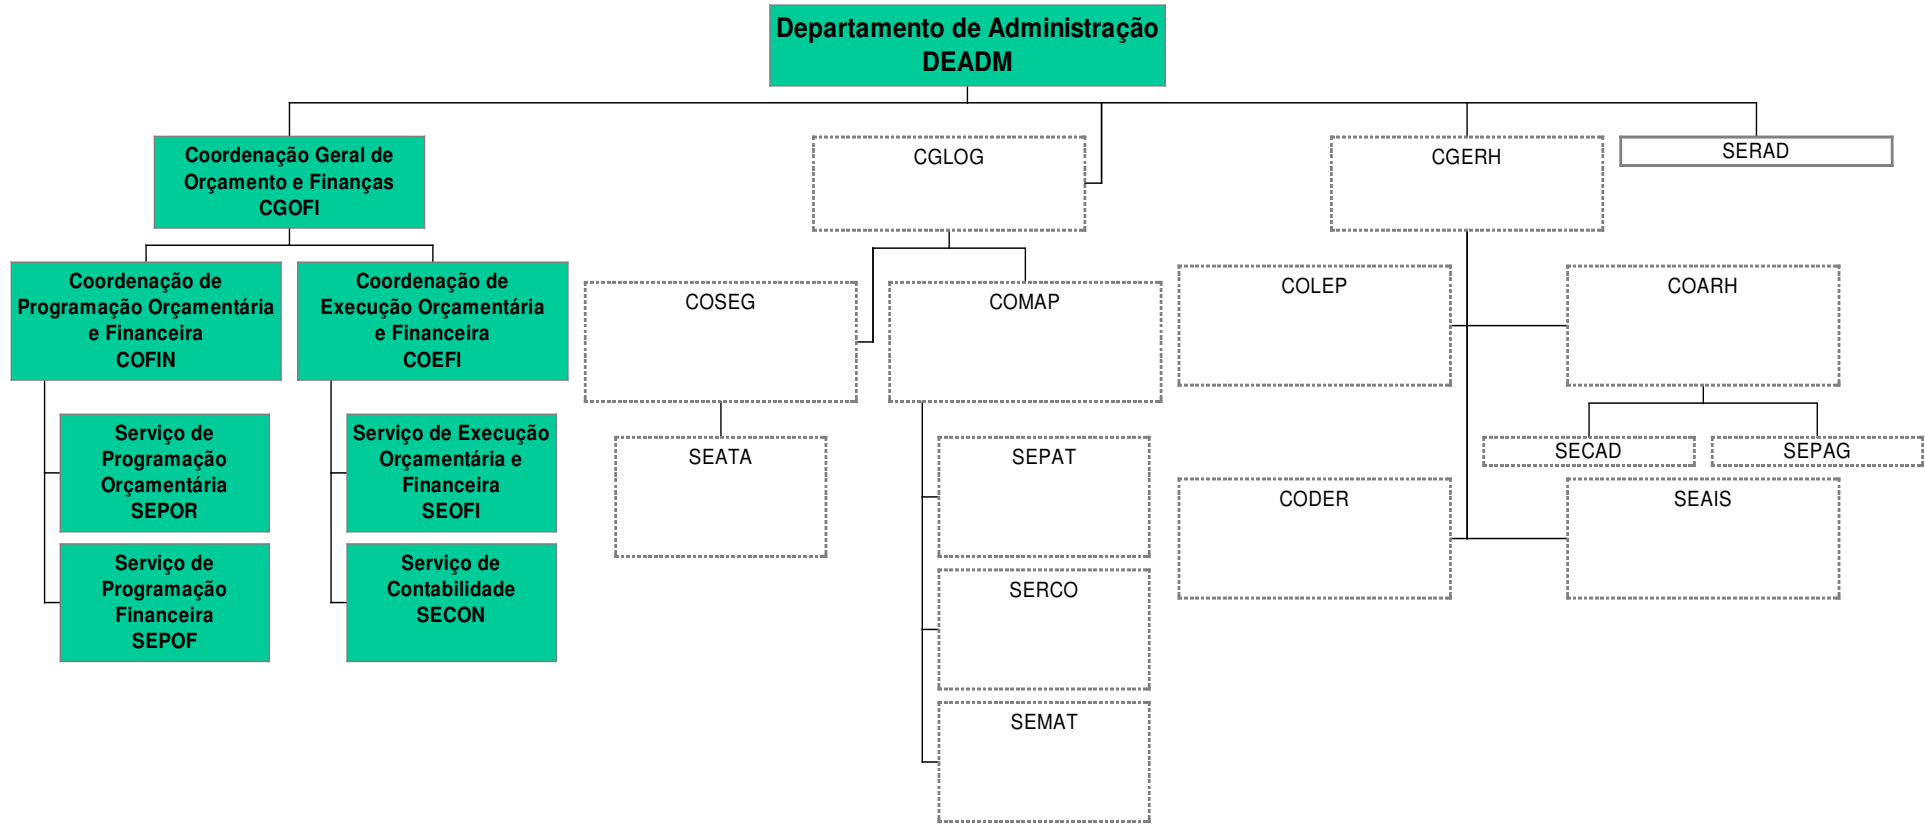 Departamento de Administração
DEADM
Coordenação Geral de
Orçamento e Finanças
CGOFI
CGLOG
CGERH
SERAD
Coordenação de
Programação Orçamentária
e Financeira
COFIN
Coordenação de
Execução Orçamentária
e Financeira
COEFI
COSEG
COMAP
COLEP
COARH
Serviço de
Programação
Orçamentária
SEPOR
Serviço de Execução
Orçamentária e
Financeira
SEOFI
SEATA
SEPAT
SECAD
SEPAG
CODER
SEAIS
Serviço de
Programação
Financeira
SEPOF
Serviço de
Contabilidade
SECON
SERCO
SEMAT